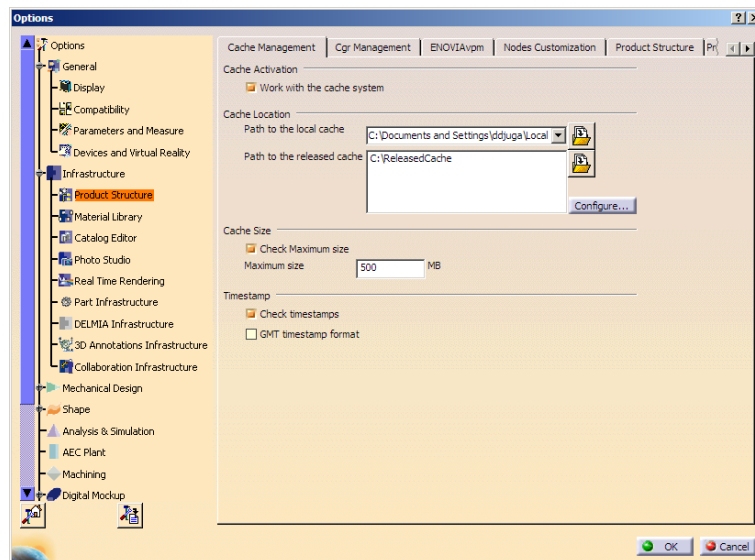 Options
Options
General
Display
Compatibility
Parameters and Measure
Devices and Virtual Reality
Infrastructure
Product Structure
Material Library
Catalog Editor
Photo Studio
Real Time Rendering
Part Infrastructure
DELMIA Infrastructure
3D Annotations Infrastructure
Collaboration Infrastructure
Mechanical Design
Shape
Analysis & Simulation
AEC Plant
Machining
Digital Mockup
Cache Management Cgr Management ENOVIAvpm Nodes Customization Product Structure
Cache Activation
Work with the cache system
Cache Location
Path to the local cache C:\Documents and Settings\ddjuga\Local
Path to the released cache C:\ReleasedCache
Configure...
Cache Size
Check Maximum size
Maximum size 500 MB
Timestamp
Check timestamps
GMT timestamp format
OK Cancel